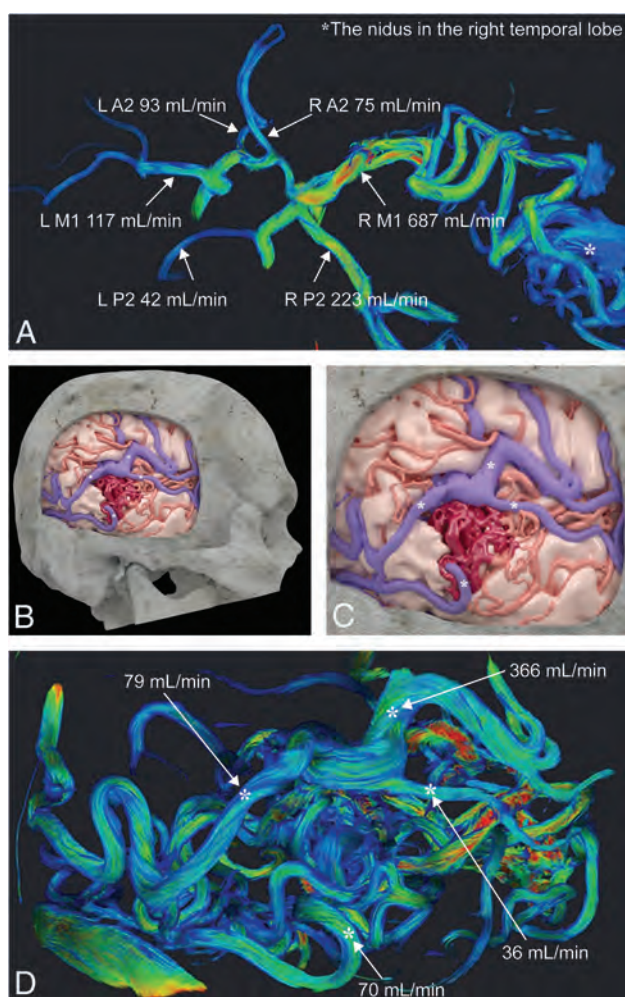 *The nidus in the right temporal lobe
L A2 93 mL/min
R A2 75 mL/min
L M1 117 mL/min
R M1 687 mL/min
L P2 42 mL/min
R P2 223 mL/min
*
A
B
* * * *
C
* * * *
79 mL/min
366 mL/min
* * * *
36 mL/min
70 mL/min
D